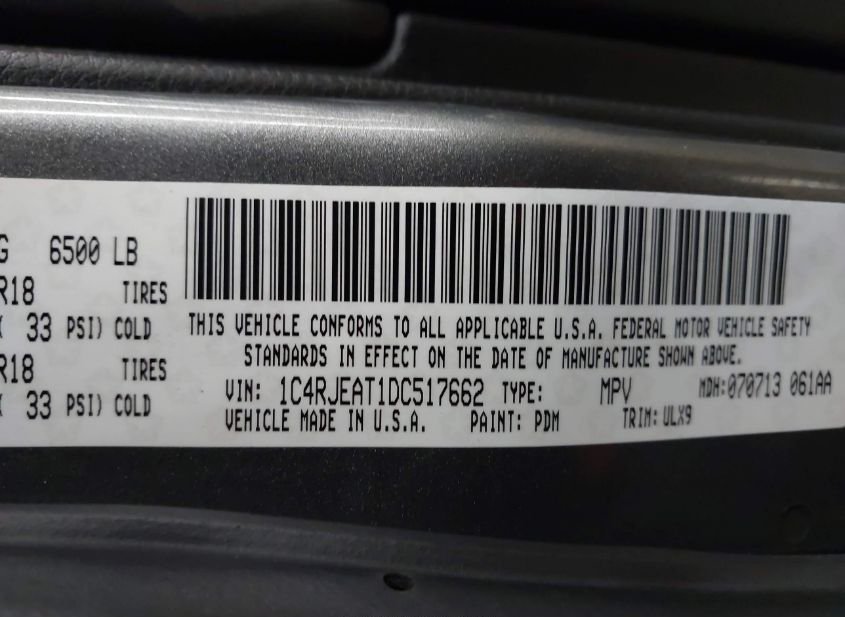 G 6500 LB
R18 TIRES
( 33 PSI) COLD
R18 TIRES
( 33 PSI) COLD
THIS VEHICLE CONFORMS TO ALL APPLICABLE U.S.A. FEDERAL MOTOR VEHICLE SAFETY
STANDARDS IN EFFECT ON THE DATE OF MANUFACTURE SHOWN ABOVE.
VIN: 1C4RJEAT1DC517662 TYPE: MPV MDH:070713 061AA
VEHICLE MADE IN U.S.A. PAINT: PDM TRIM: ULX9